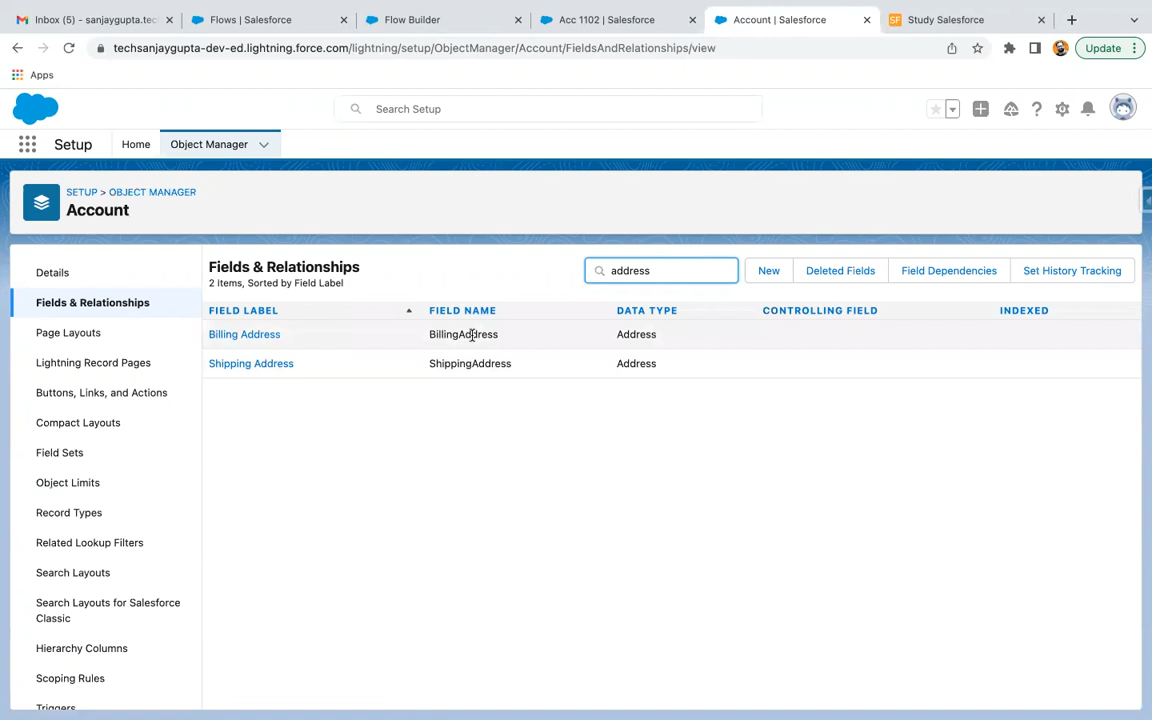 Inbox (5) - sanjaygupta.tec
Flows | Salesforce
Flow Builder
Acc 1102 | Salesforce
Account | Salesforce
SF Study Salesforce
techsanjaygupta-dev-ed.lightning.force.com/lightning/setup/ObjectManager/Account/FieldsAndRelationships/view
Update
Apps
Search Setup
Setup
Home
Object Manager
SETUP > OBJECT MANAGER
Account
Details
Fields & Relationships
Page Layouts
Lightning Record Pages
Buttons, Links, and Actions
Compact Layouts
Field Sets
Object Limits
Record Types
Related Lookup Filters
Search Layouts
Search Layouts for Salesforce
Classic
Hierarchy Columns
Scoping Rules
Triggers
Fields & Relationships
2 items, Sorted by Field Label
address
New
Deleted Fields
Field Dependencies
Set History Tracking
FIELD LABEL FIELD NAME DATA TYPE CONTROLLING FIELD INDEXED
Billing Address BillingAddress Address
Shipping Address ShippingAddress Address